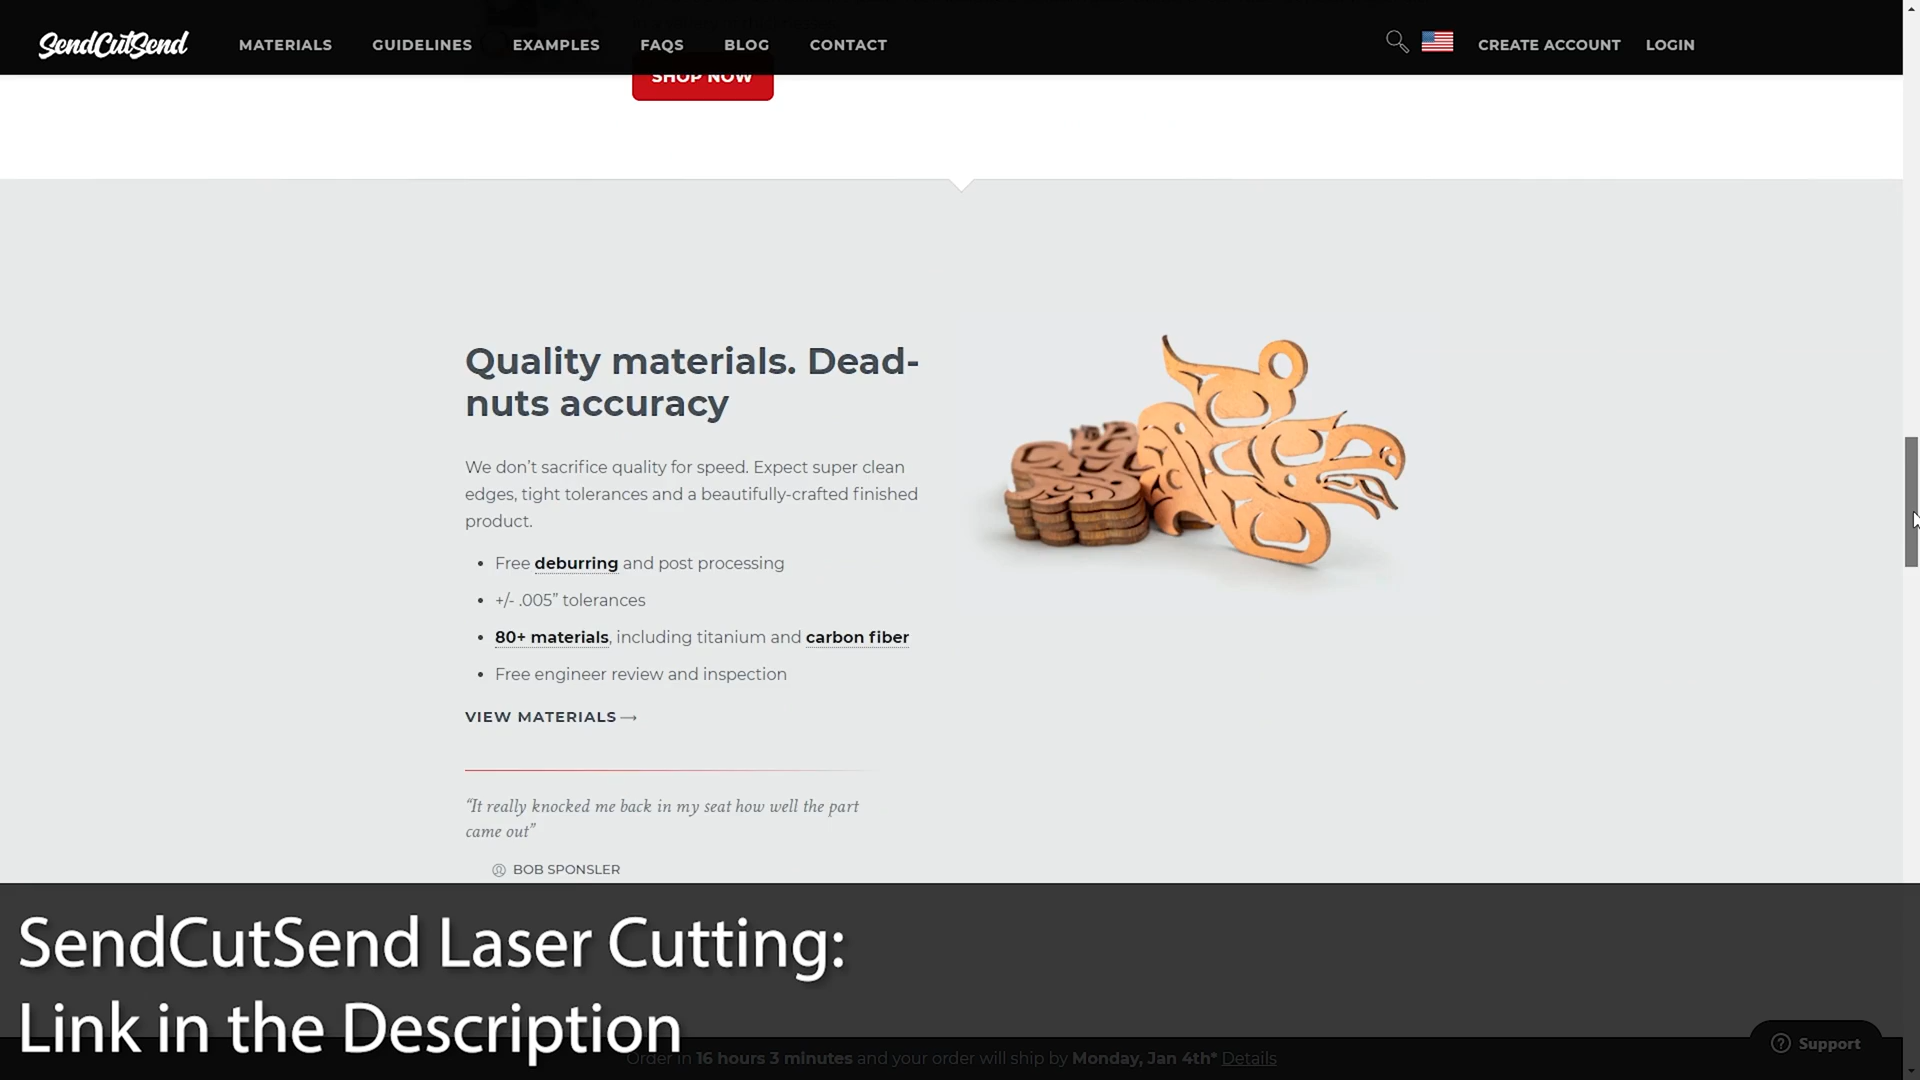 SendCutSend MATERIALS GUIDELINES EXAMPLES FAQS BLOG CONTACT CREATE ACCOUNT LOGIN
SHOP NOW
Quality materials. Dead-
nuts accuracy
We don’t sacrifice quality for speed. Expect super clean
edges, tight tolerances and a beautifully-crafted finished
product.
• Free deburring and post processing
• +/- .005” tolerances
• 80+ materials, including titanium and carbon fiber
• Free engineer review and inspection
VIEW MATERIALS →
“It really knocked me back in my seat how well the part
came out”
BOB SPONSLER
SendCutSend Laser Cutting:
Link in the Description
Order in 16 hours 3 minutes and your order will ship by Monday, Jan 4th* Details
Support